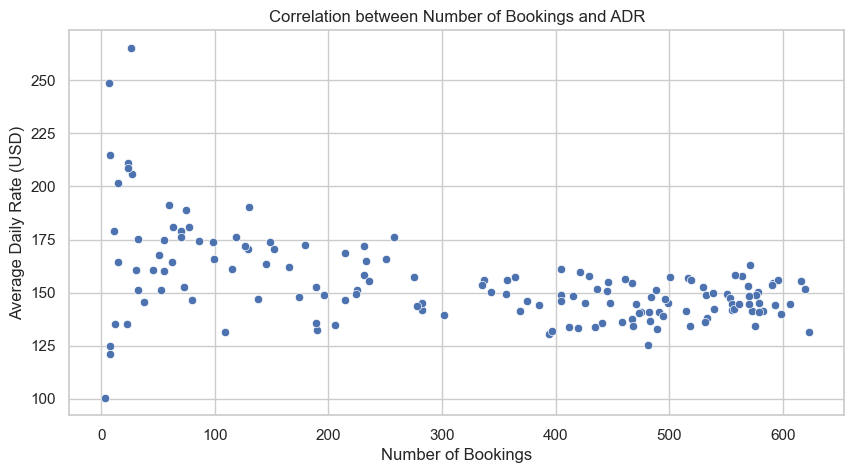 Correlation between Number of Bookings and ADR
Average Daily Rate (USD)
250
225
200
175
150
125
100
0 100 200 300 400 500 600
Number of Bookings